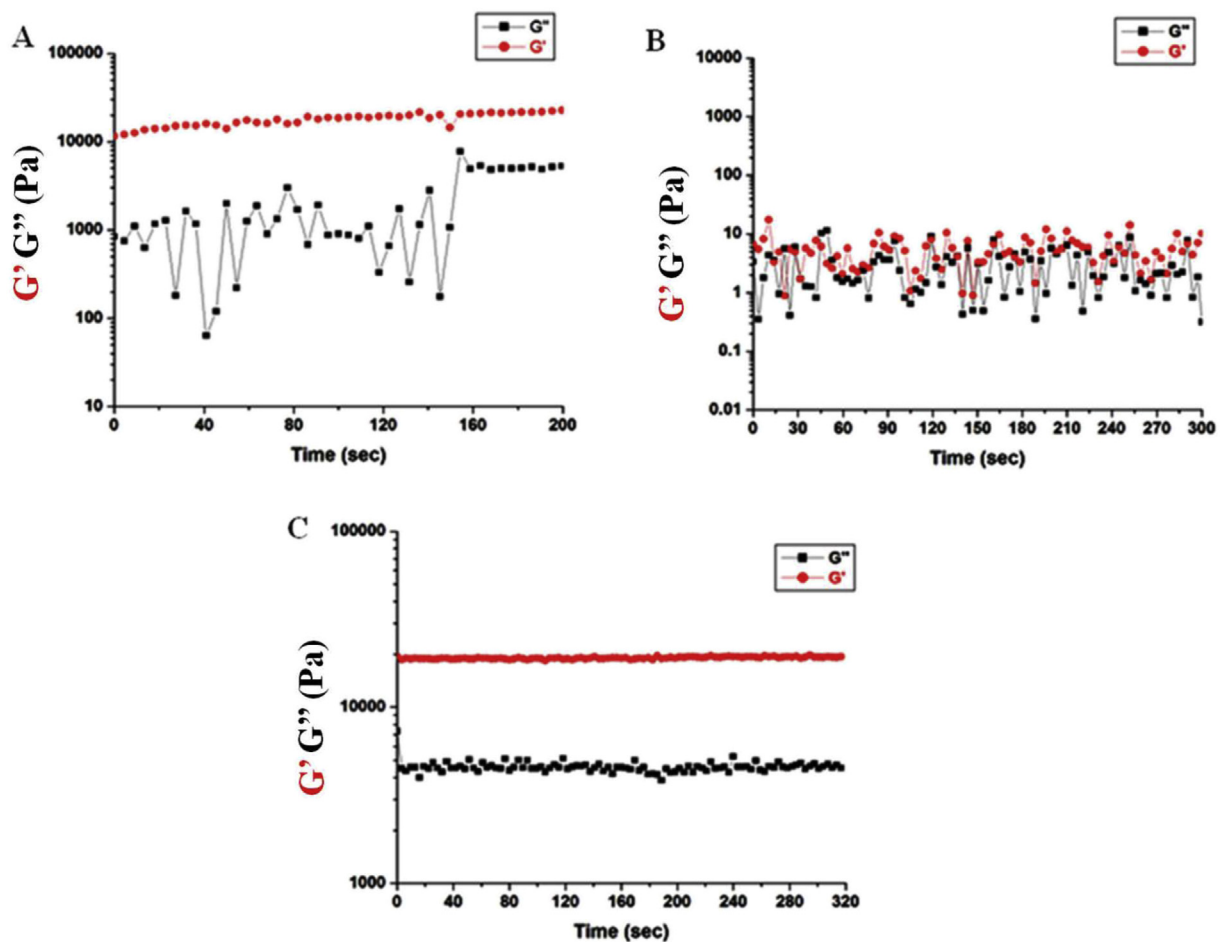 A
G"
G'
100000
10000
1000
100
10
G' G” (Pa)
0 40 80 120 160 200
Time (sec)
B
G"
G'
10000
1000
100
10
1
0.1
0.01
G' G” (Pa)
0 30 60 90 120 150 180 210 240 270 300
Time (sec)
C
G"
G'
100000
10000
1000
G' G” (Pa)
0 40 80 120 160 200 240 280 320
Time (sec)